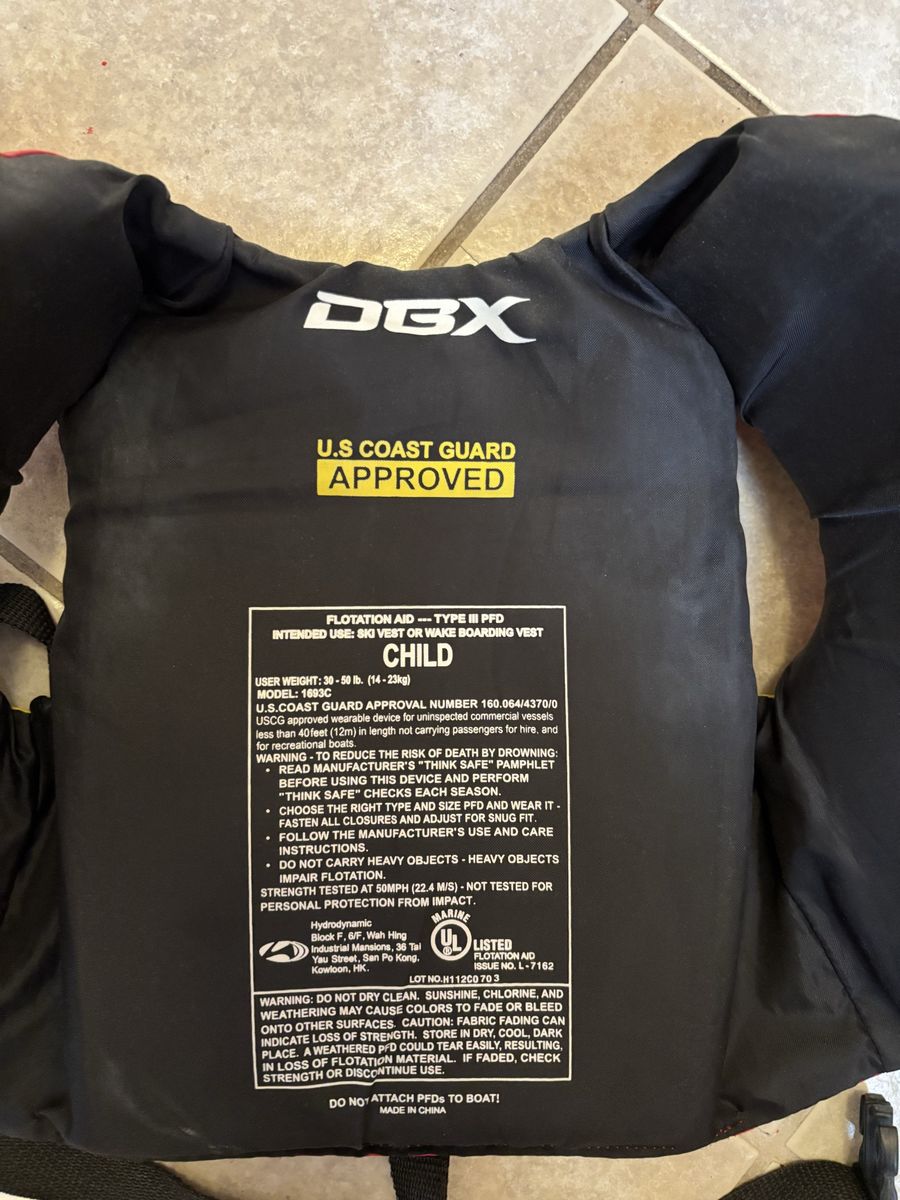 DBX
U.S COAST GUARD
APPROVED
FLOTATION AID --- TYPE III PFD
INTENDED USE: SKI VEST OR WAKE BOARDING VEST
CHILD
USER WEIGHT: 30 - 50 lb. (14 - 23kg)
MODEL: 1693C
U.S.COAST GUARD APPROVAL NUMBER 160.064/4370/0
USCG approved wearable device for uninspected commercial vessels
less than 40feet (12m) in length not carrying passengers for hire, and
for recreational boats.
WARNING - TO REDUCE THE RISK OF DEATH BY DROWNING:
• READ MANUFACTURER'S "THINK SAFE" PAMPHLET
BEFORE USING THIS DEVICE AND PERFORM
"THINK SAFE" CHECKS EACH SEASON.
• CHOOSE THE RIGHT TYPE AND SIZE PFD AND WEAR IT -
FASTEN ALL CLOSURES AND ADJUST FOR SNUG FIT.
• FOLLOW THE MANUFACTURER'S USE AND CARE
INSTRUCTIONS.
• DO NOT CARRY HEAVY OBJECTS - HEAVY OBJECTS
IMPAIR FLOTATION.
STRENGTH TESTED AT 50MPH (22.4 M/S) - NOT TESTED FOR
PERSONAL PROTECTION FROM IMPACT.
Hydrodynamic
Block F, 6/F, Wah Hing
Industrial Mansions, 36 Tai
Yau Street, San Po Kong,
Kowloon, HK.
MARINE
UL
®
LISTED
FLOTATION AID
ISSUE NO. L - 7162
LOT NO.H112C0 70 3
WARNING: DO NOT DRY CLEAN. SUNSHINE, CHLORINE, AND
WEATHERING MAY CAUSE COLORS TO FADE OR BLEED
ONTO OTHER SURFACES. CAUTION: FABRIC FADING CAN
INDICATE LOSS OF STRENGTH. STORE IN DRY, COOL, DARK
PLACE. A WEATHERED PFD COULD TEAR EASILY, RESULTING,
IN LOSS OF FLOTATION MATERIAL. IF FADED, CHECK
STRENGTH OR DISCONTINUE USE.
DO NOT ATTACH PFDs TO BOAT!
MADE IN CHINA